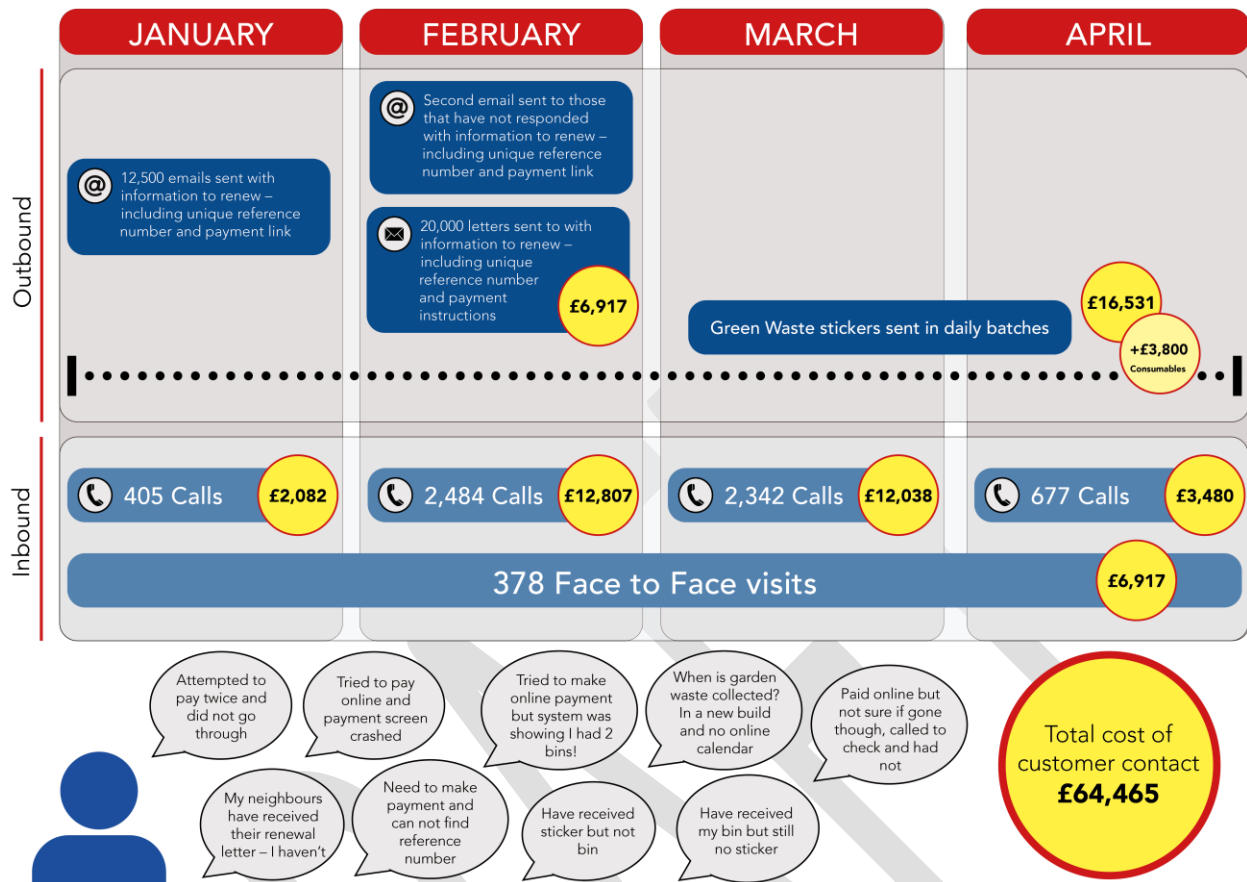 JANUARY
FEBRUARY
MARCH
APRIL
Outbound
@
12,500 emails sent with
information to renew –
including unique reference
number and payment link
@
Second email sent to those
that have not responded
with information to renew –
including unique reference
number and payment link
20,000 letters sent to with
information to renew –
including unique
reference number
and payment
instructions
£6,917
Green Waste stickers sent in daily batches
£16,531
+£3,800
Consumables
Inbound
405 Calls
£2,082
2,484 Calls
£12,807
2,342 Calls
£12,038
677 Calls
£3,480
378 Face to Face visits
£6,917
Attempted to
pay twice and
did not go
through
Tried to pay
online and
payment screen
crashed
Tried to make
online payment
but system was
showing I had 2
bins!
When is garden
waste collected?
In a new build
and no online
calendar
Paid online but
not sure if gone
though, called to
check and had
not
My neighbours
have received
their renewal
letter – I haven't
Need to make
payment and
can not find
reference
number
Have received
sticker but not
bin
Have received
my bin but still
no sticker
Total cost of
customer contact
£64,465